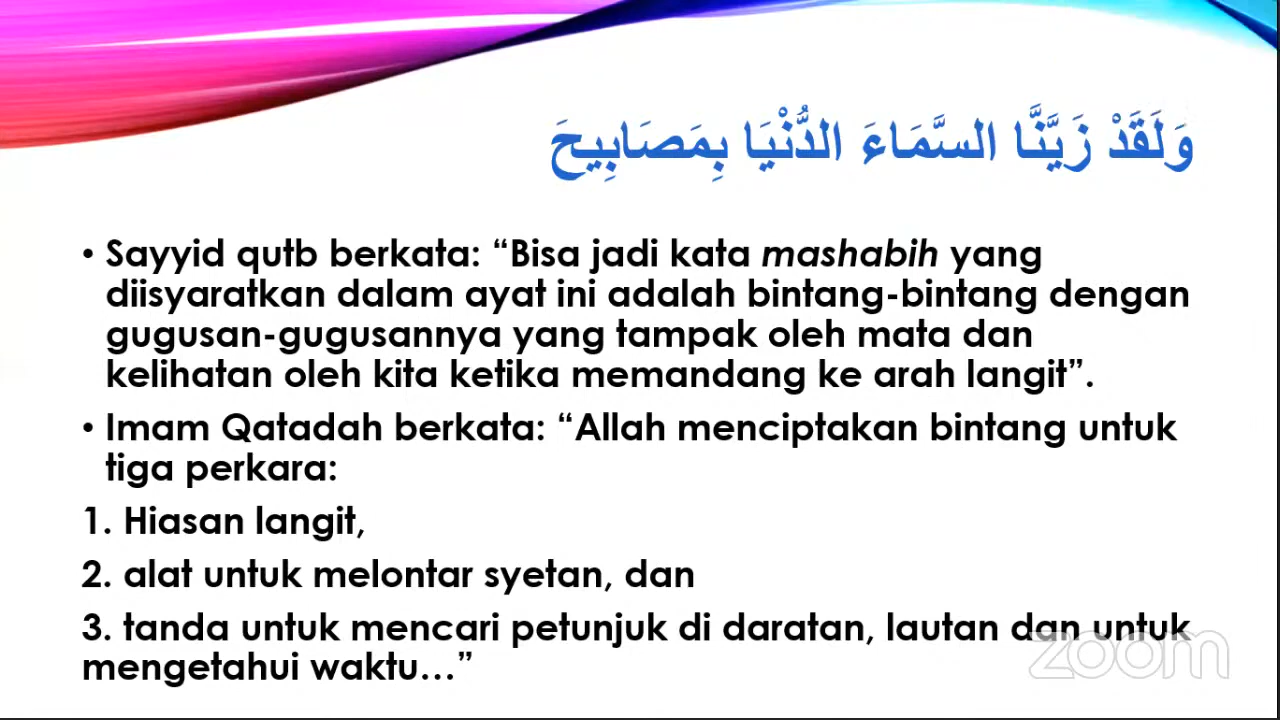 وَلَقَدْ زَيَّنَّا السَّمَاءَ الدُّنْيَا بِمَصَابِيحَ
• Sayyid qutb berkata: “Bisa jadi kata mashabih yang
diisyaratkan dalam ayat ini adalah bintang-bintang dengan
gugusan-gugusannya yang tampak oleh mata dan
kelihatan oleh kita ketika memandang ke arah langit”.
• Imam Qatadah berkata: “Allah menciptakan bintang untuk
tiga perkara:
1. Hiasan langit,
2. alat untuk melontar syetan, dan
3. tanda untuk mencari petunjuk di daratan, lautan dan untuk
mengetahui waktu…”
zoom